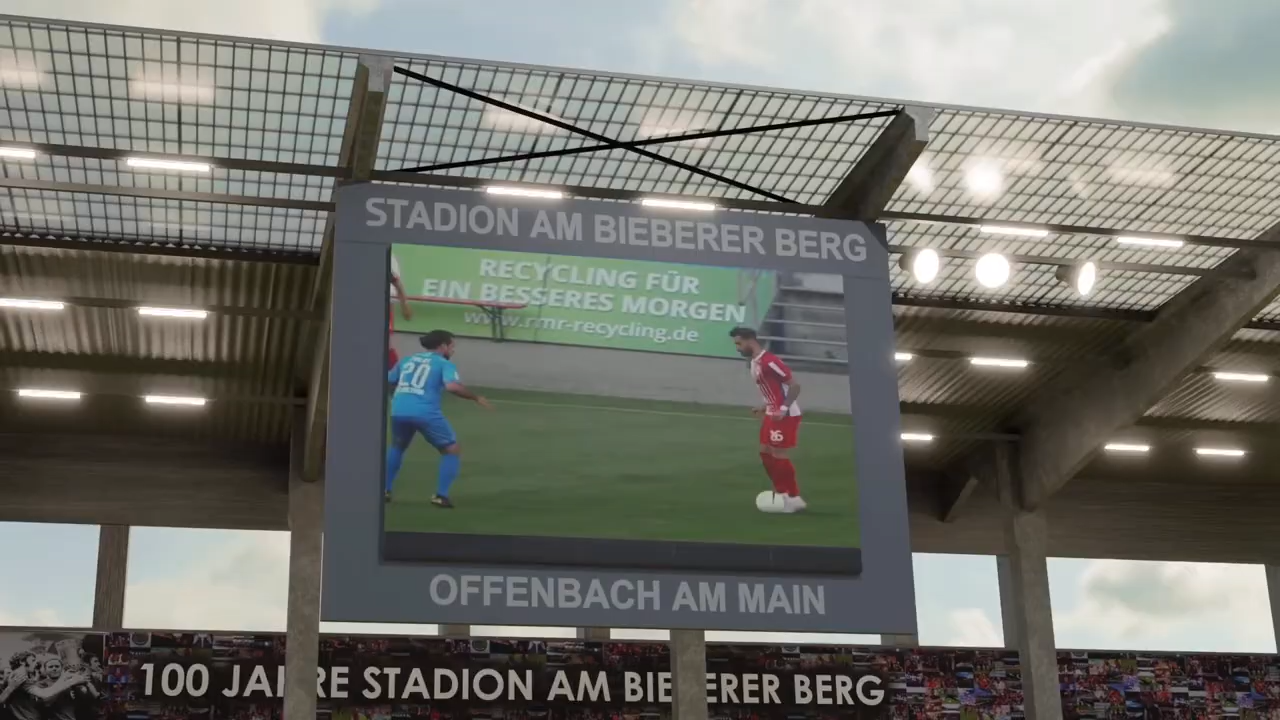 STADION AM BIEBERER BERG
RECYCLING FÜR
EIN BESSERES MORGEN
www.rmr-recycling.de
20
16
OFFENBACH AM MAIN
100 JAHRE STADION AM BIEBERER BERG